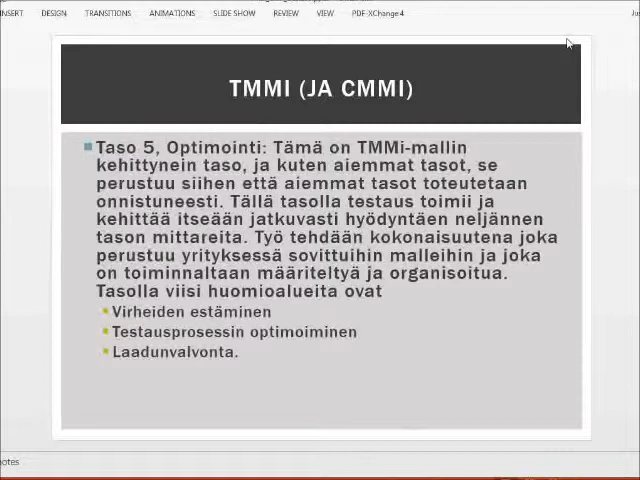 INSERT DESIGN TRANSITIONS ANIMATIONS SLIDE SHOW REVIEW VIEW PDF-XChange4
TMMI (JA CMMI)
Taso 5, Optimointi: Tämä on TMMi-mallin
kehittynein taso, ja kuten aiemmat tasot, se
perustuu siihen että aiemmat tasot toteutetaan
onnistuneesti. Tällä tasolla testaus toimii ja
kehittää itseään jatkuvasti hyödyntäen neljännen
tason mittareita. Työ tehdään kokonaisuutena joka
perustuu yrityksessä sovittuihin malleihin ja joka
on toiminnaltaan määriteltyä ja organisoitua.
Tasolla viisi huomioalueita ovat
Virheiden estäminen
Testausprosessin optimoiminen
Laadunvalvonta.